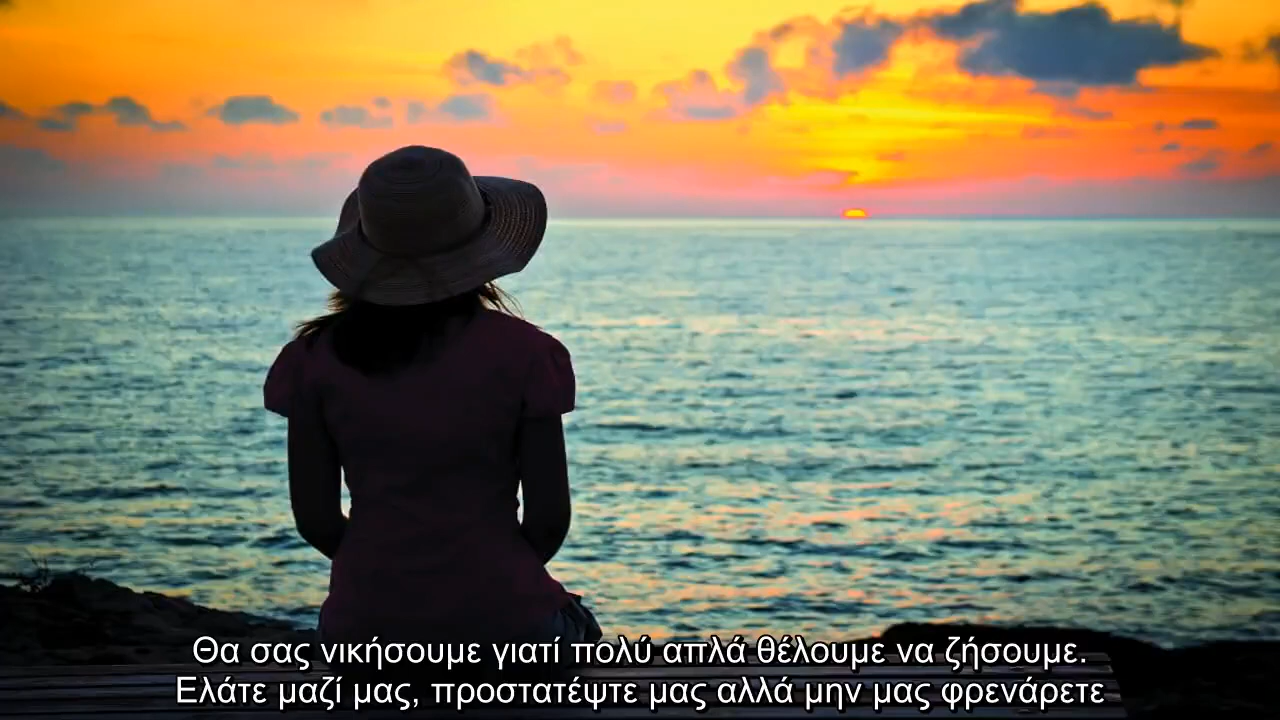 Θα σας νικήσουμε γιατί πολύ απλά θέλουμε να ζήσουμε.
Ελάτε μαζί μας, προστατέψτε μας αλλά μην μας φρενάρετε